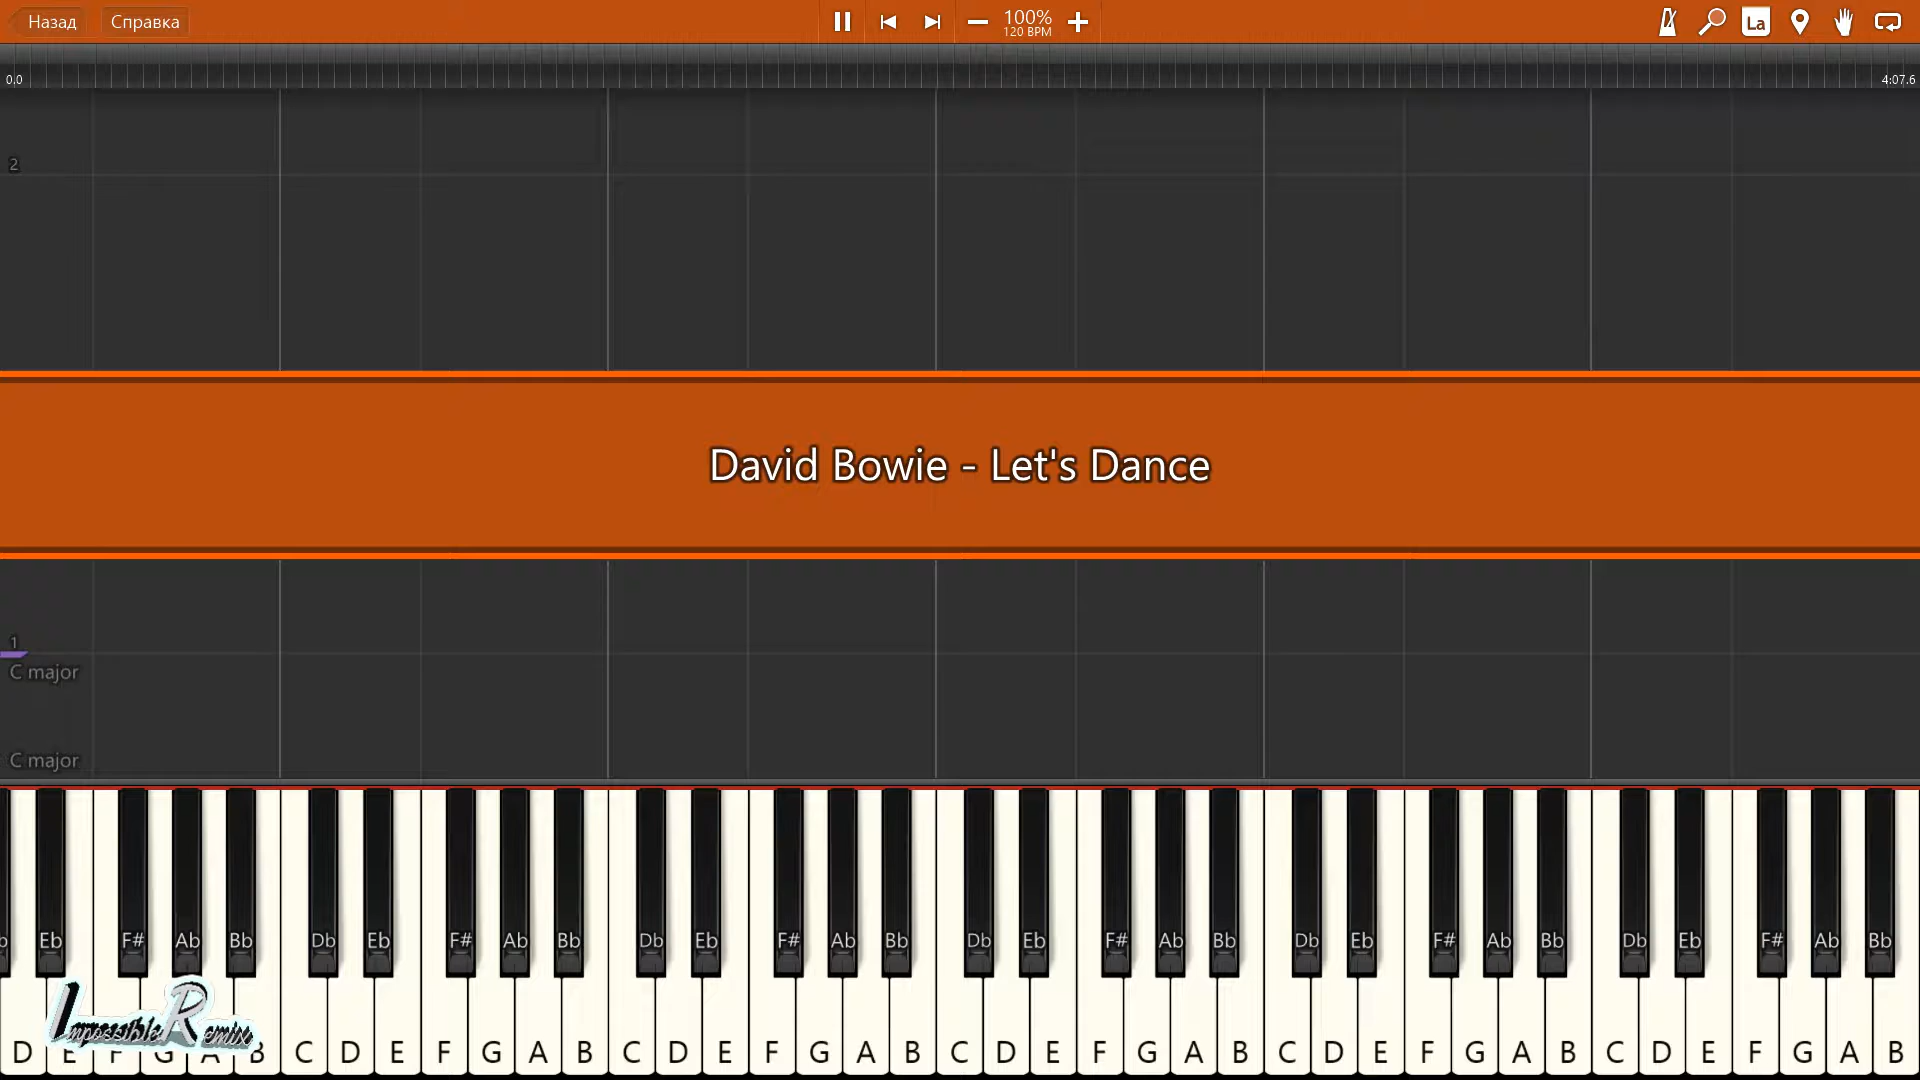 Назад Справка 100% La
120 BPM
0.0 4:07.6
2
David Bowie - Let's Dance
1
C major
C major
Eb F# Ab Bb Db Eb F# Ab Bb Db Eb F# Ab Bb Db Eb F# Ab Bb Db Eb F# Ab Bb Db Eb F# Ab Bb
Impossible Remix
D E F G A B C D E F G A B C D E F G A B C D E F G A B C D E F G A B C D E F G A B